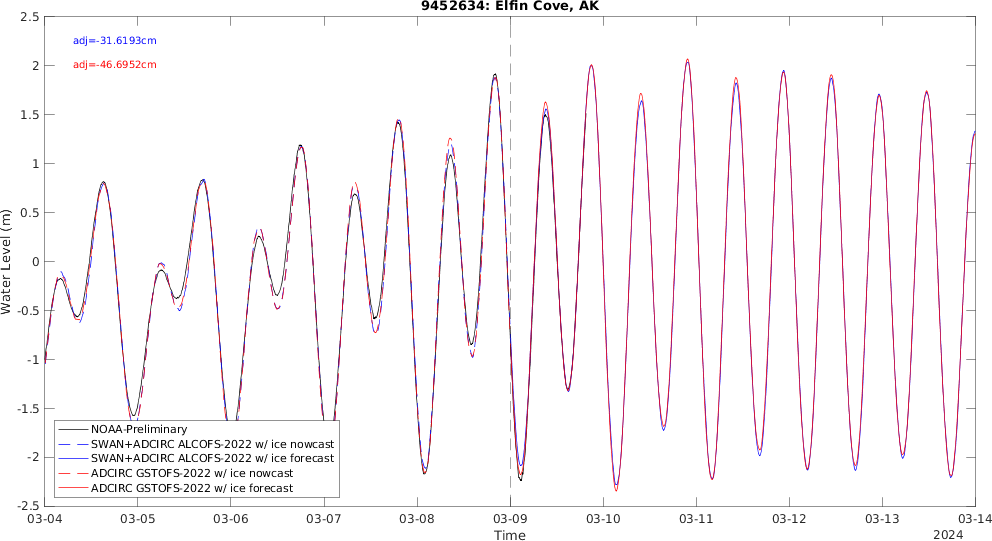 9452634: Elfin Cove, AK
adj=-31.6193cm
adj=-46.6952cm
Water Level (m)
2.5
2
1.5
1
0.5
0
-0.5
-1
-1.5
-2
-2.5
NOAA-Preliminary
SWAN+ADCIRC ALCOFS-2022 w/ ice nowcast
SWAN+ADCIRC ALCOFS-2022 w/ ice forecast
ADCIRC GSTOFS-2022 w/ ice nowcast
ADCIRC GSTOFS-2022 w/ ice forecast
03-04 03-05 03-06 03-07 03-08 03-09 03-10 03-11 03-12 03-13 03-14
Time
2024